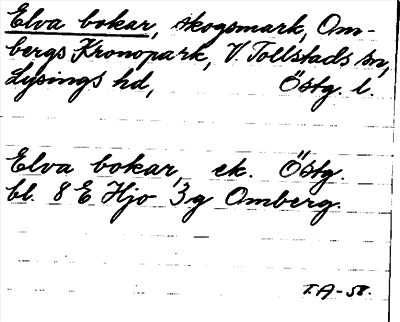 Elva bokar, skogsmark, Om-
bergs Kronopark, V. Tollstads sn,
Lysings hd, Östg. l.
Elva bokar, ek. Östg.
bl. 8 E Hjo 3g Omberg.
T.A-58.